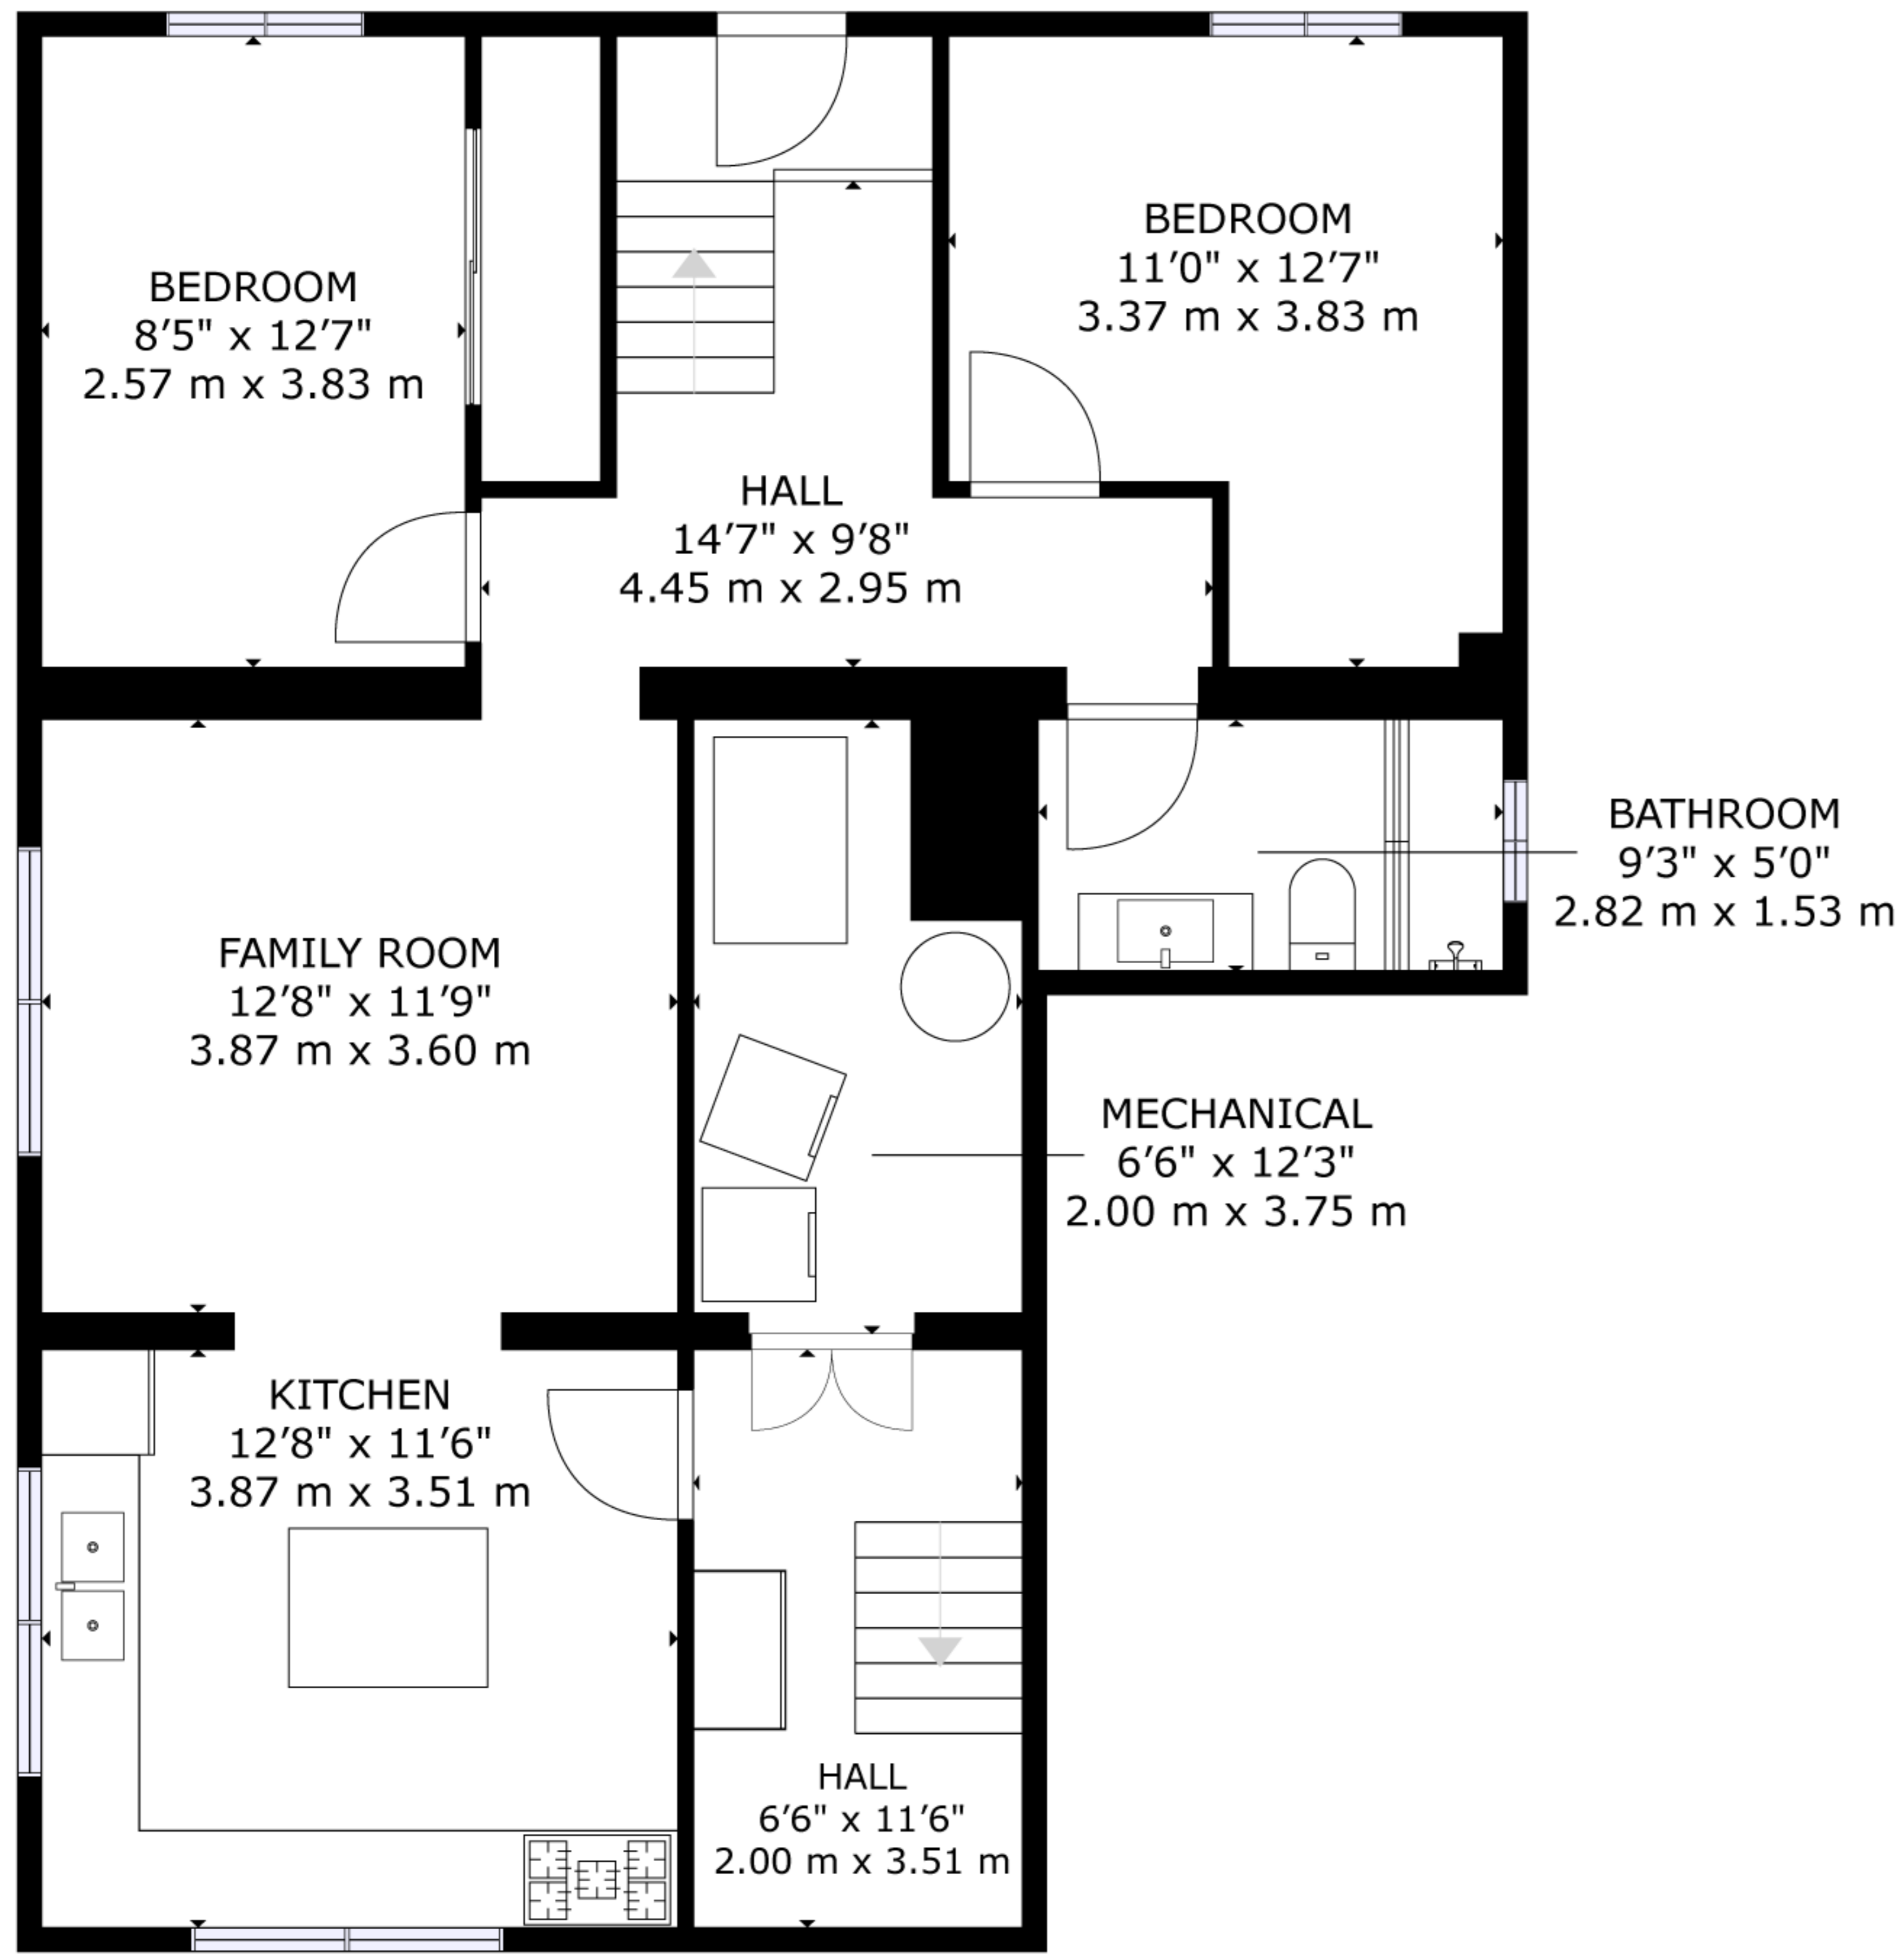 BEDROOM
8'5" x 12'7"
2.57 m x 3.83 m
BEDROOM
11'0" x 12'7"
3.37 m x 3.83 m
HALL
14'7" x 9'8"
4.45 m x 2.95 m
BATHROOM
9'3" x 5'0"
2.82 m x 1.53 m
FAMILY ROOM
12'8" x 11'9"
3.87 m x 3.60 m
MECHANICAL
6'6" x 12'3"
2.00 m x 3.75 m
KITCHEN
12'8" x 11'6"
3.87 m x 3.51 m
HALL
6'6" x 11'6"
2.00 m x 3.51 m